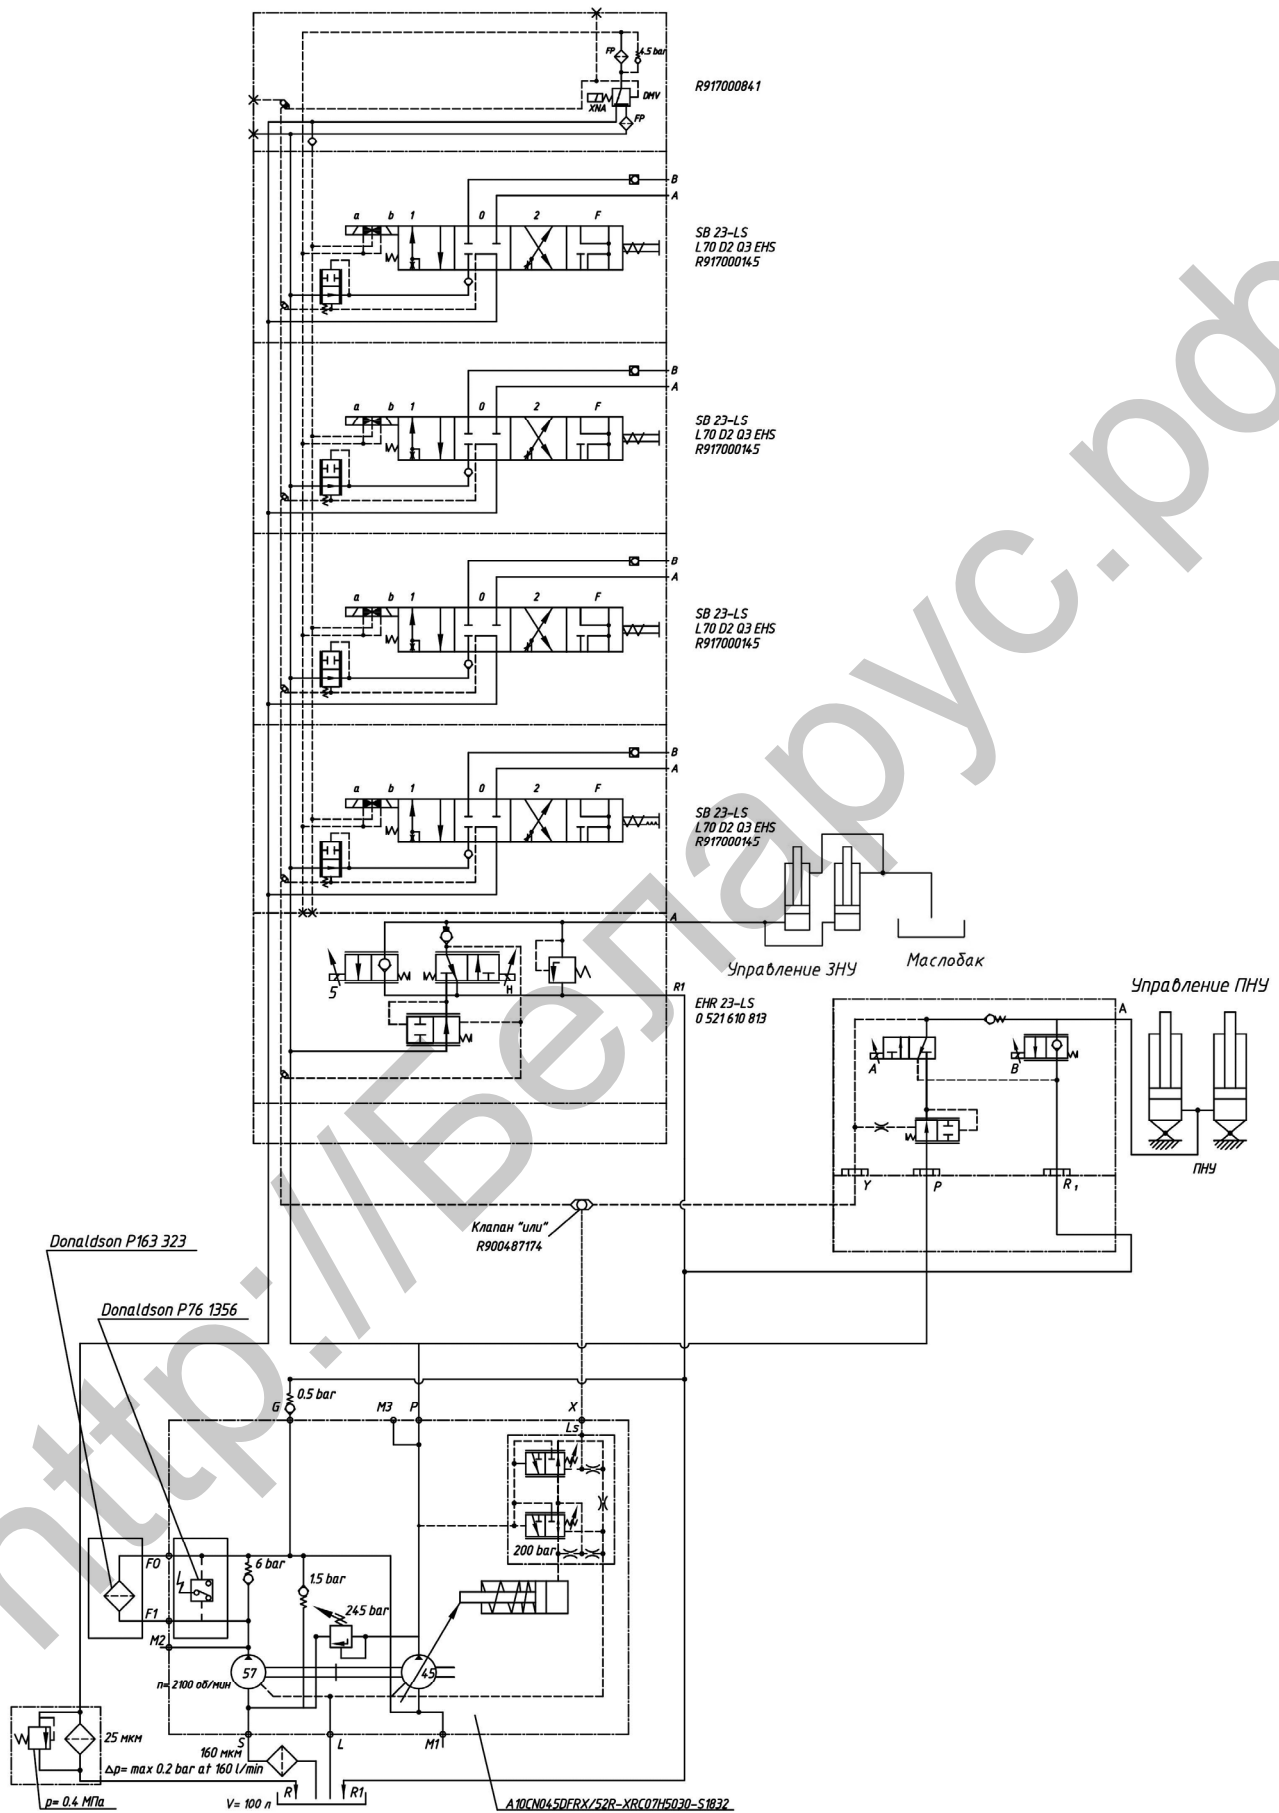 FP
4.5 bar
R917000841
XNA
DMV
FP
B
A
a b 1 0 2 F
SB 23-LS
L70 D2 Q3 EHS
R917000145
B
A
a b 1 0 2 F
SB 23-LS
L70 D2 Q3 EHS
R917000145
B
A
a b 1 0 2 F
SB 23-LS
L70 D2 Q3 EHS
R917000145
B
A
a b 1 0 2 F
SB 23-LS
L70 D2 Q3 EHS
R917000145
A
Управление ЗНУ
Маслобак
5
H
R1
EHR 23-LS
0 521 610 813
Управление ПНУ
A
A
B
ПНУ
Y
P
R 1
Клапан "или"
R900487174
Donaldson P163 323
Donaldson P76 1356
0.5 bar
G
M3
P
X
Ls
200 bar
F0
6 bar
1.5 bar
245 bar
F1
M2
57
45
n= 2100 об/мин
25 мкм
S
160 мкм
L
M1
Δp= max 0.2 bar at 160 l/min
R
R1
p= 0.4 МПа
V= 100 л
A10CN045DFRX/52R-XRC07H5030-S1832
http://Беларус.рф